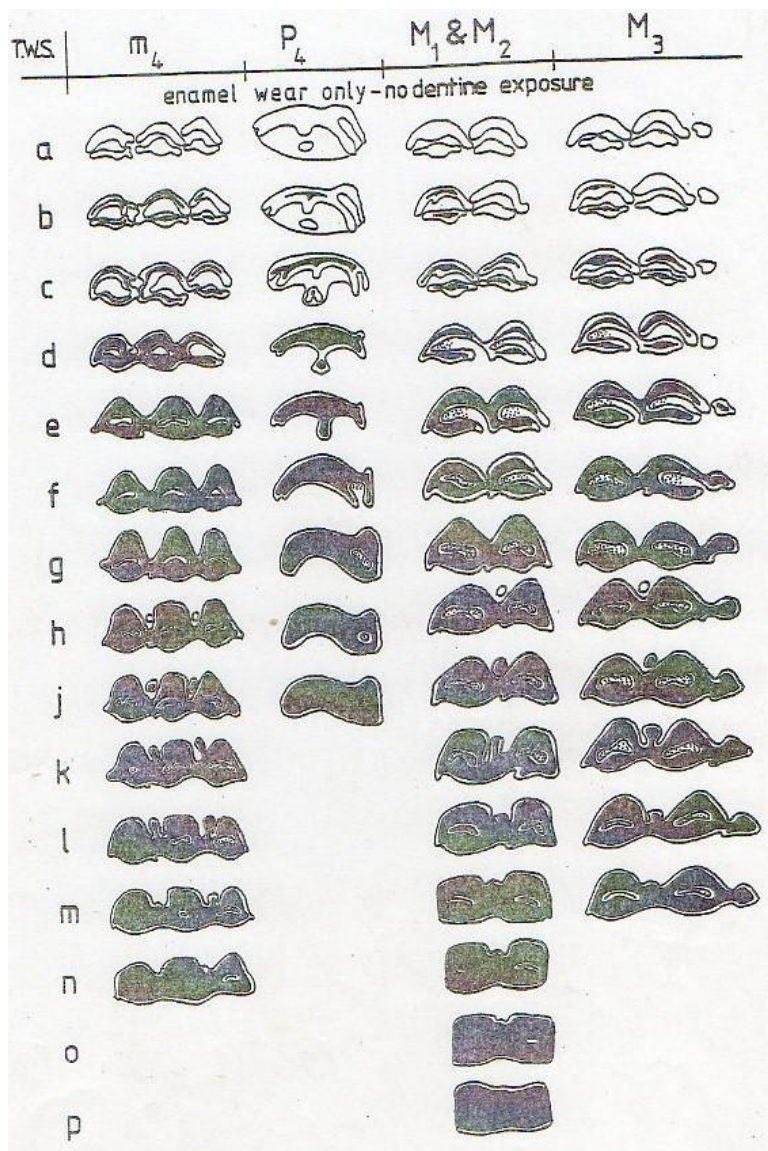 T.W.S. m₄ P₄ M₁ & M₂ M₃
enamel wear only - no dentine exposure
a
b
c
d
e
f
g
h
j
k
l
m
n
o
p